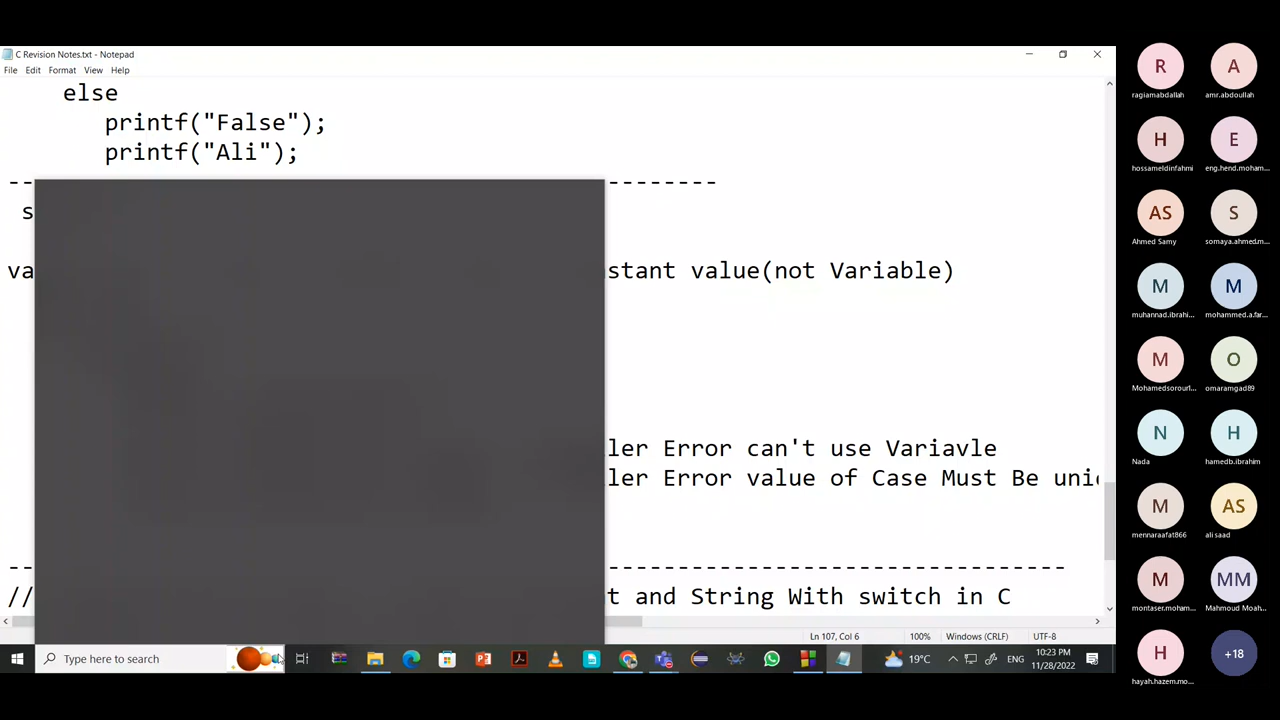 C Revision Notes.txt - Notepad
File Edit Format View Help
else
printf("False");
printf("Ali");
--
--------
s
va
stant value(not Variable)
ler Error can't use Variavle
ler Error value of Case Must Be uni
--
---------------------------------
//
t and String With switch in C
Ln 107, Col 6
100%
Windows (CRLF)
UTF-8
Type here to search
19°C
ENG
10:23 PM
11/28/2022
R
ragiamabdallah
A
amr.abdoullah
H
hossameldinfahmi
E
eng.hend.moham...
AS
Ahmed Samy
S
somaya.ahmed.m...
M
muhannad.ibrahi...
M
mohammed.a.far...
M
Mohamedsorour1...
O
omaramgad89
N
Nada
H
hamedb.ibrahim
M
mennaraafat866
AS
ali saad
M
montaser.moham...
MM
Mahmoud Moah...
H
hayah.hazem.mo...
+18